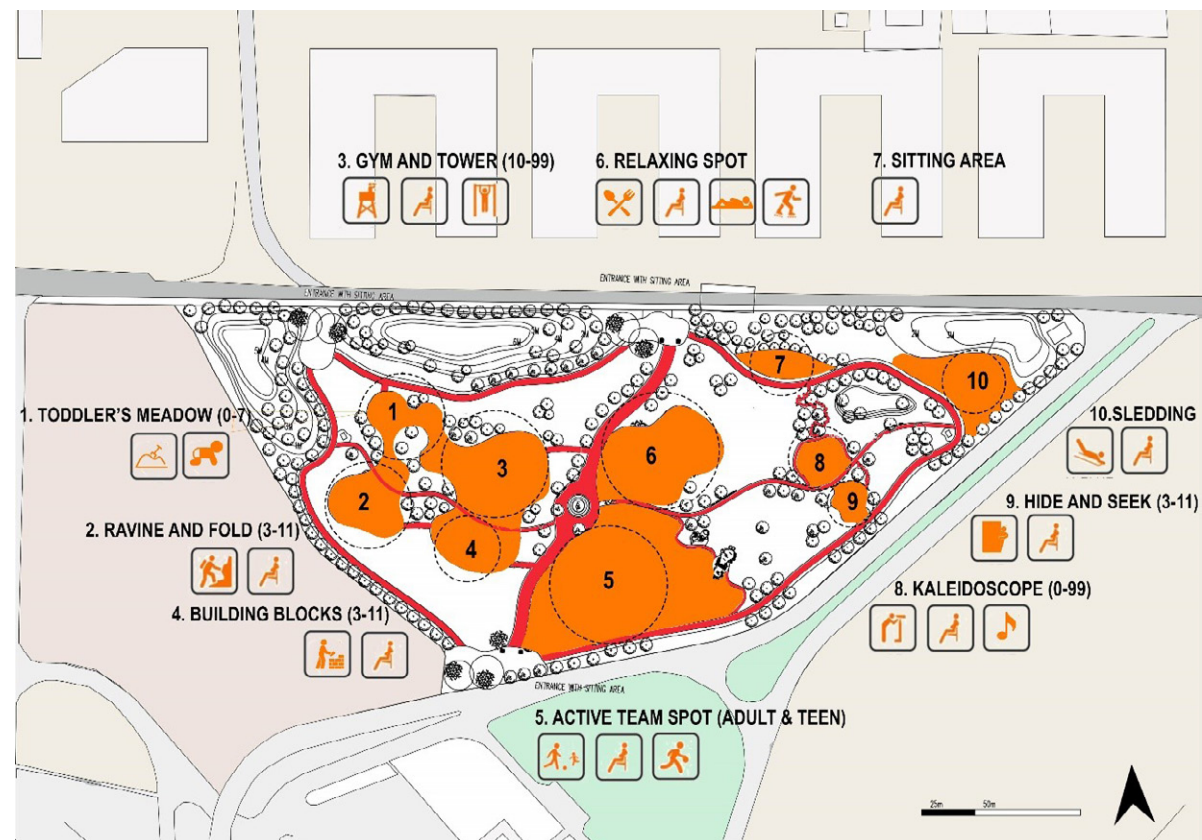 3. GYM AND TOWER (10-99)
6. RELAXING SPOT
7. SITTING AREA
ENTRANCE WITH SITTING AREA
ENTRANCE WITH SITTING AREA
7
10
1
1. TODDLER'S MEADOW (0-7)
10.SLEDDING
3
6
8
2
9
9. HIDE AND SEEK (3-11)
2. RAVINE AND FOLD (3-11)
4
5
8. KALEIDOSCOPE (0-99)
4. BUILDING BLOCKS (3-11)
ENTRANCE WITH SITTING AREA
5. ACTIVE TEAM SPOT (ADULT & TEEN)
25m 50m